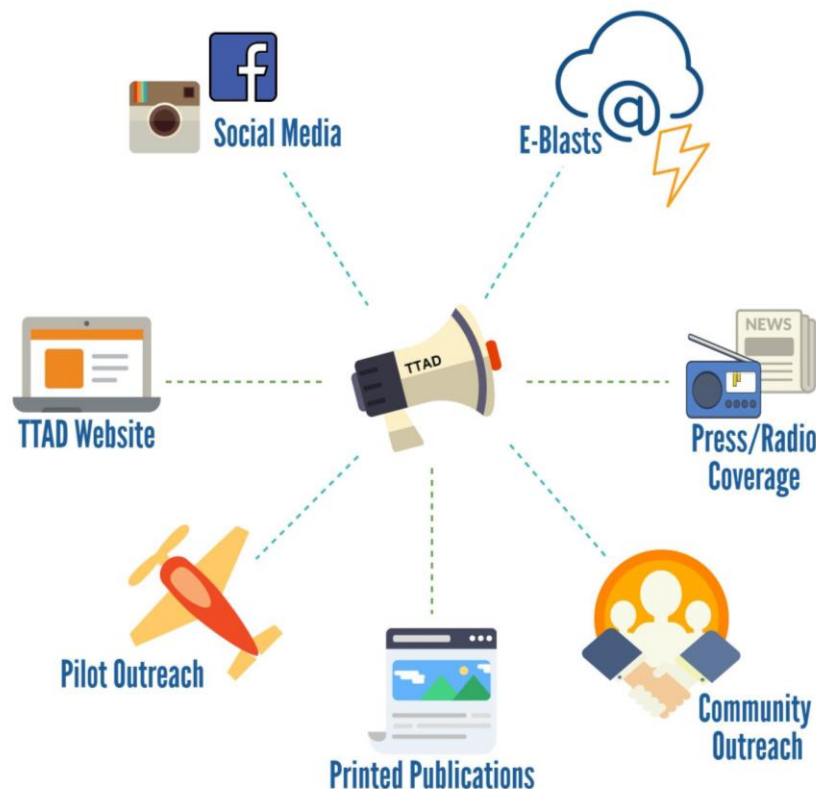 Social Media
E-Blasts
@
NEWS
TTAD
TTAD Website
Press/Radio
Coverage
Pilot Outreach
Printed Publications
Community
Outreach